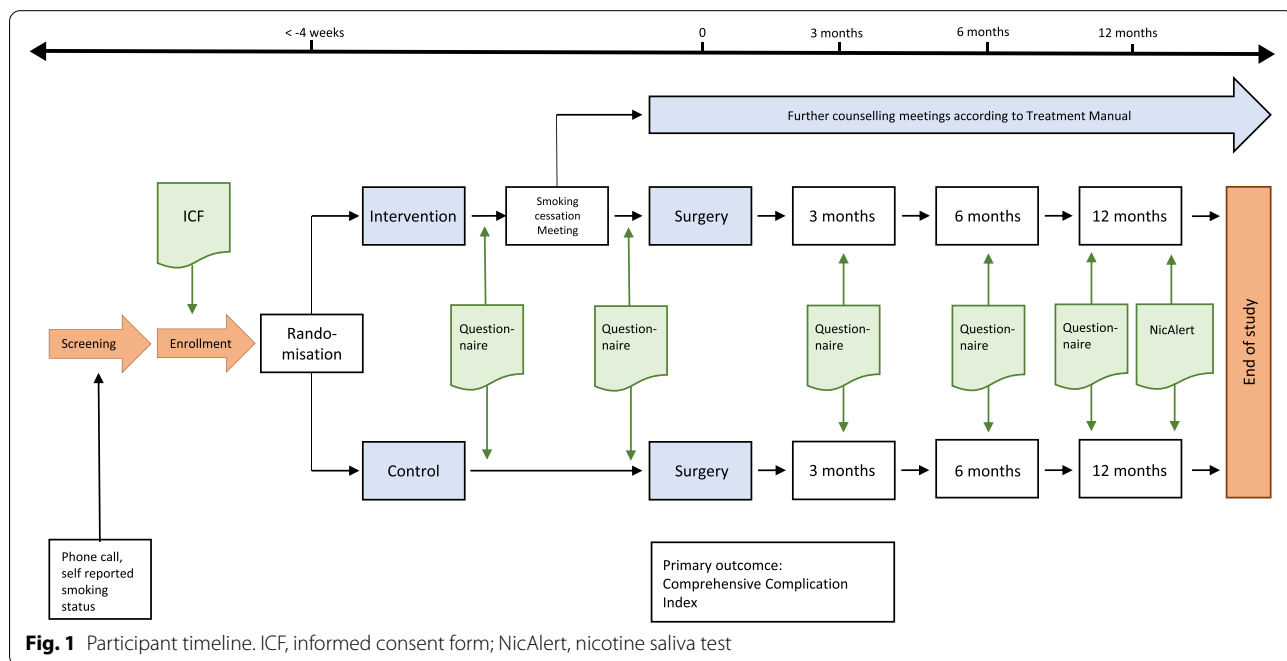 < -4 weeks
0
3 months
6 months
12 months
Further counselling meetings according to Treatment Manual
ICF
Intervention
Smoking
cessation
Meeting
Surgery
3 months
6 months
12 months
Screening
Enrollment
Rando-
misation
Question-
naire
Question-
naire
Question-
naire
Question-
naire
Question-
naire
NicAlert
End of study
Control
Surgery
3 months
6 months
12 months
Phone call,
self reported
smoking
status
Primary outcomce:
Comprehensive Complication
Index
Fig. 1 Participant timeline. ICF, informed consent form; NicAlert, nicotine saliva test